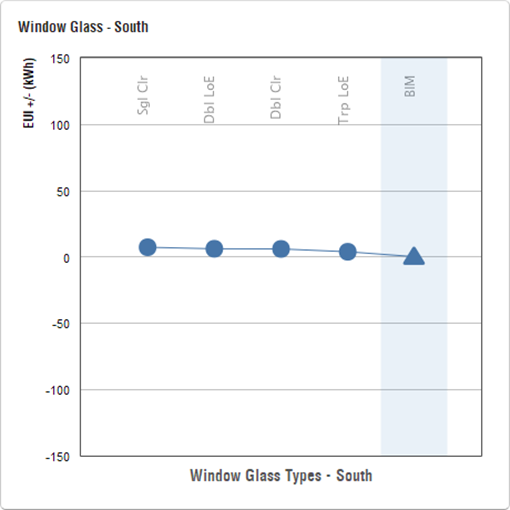 Window Glass - South
EUI +/- (kWh)
150
100
50
0
-50
-100
-150
Sgl Clr
Dbl LoE
Dbl Clr
Trp LoE
BIM
Window Glass Types - South